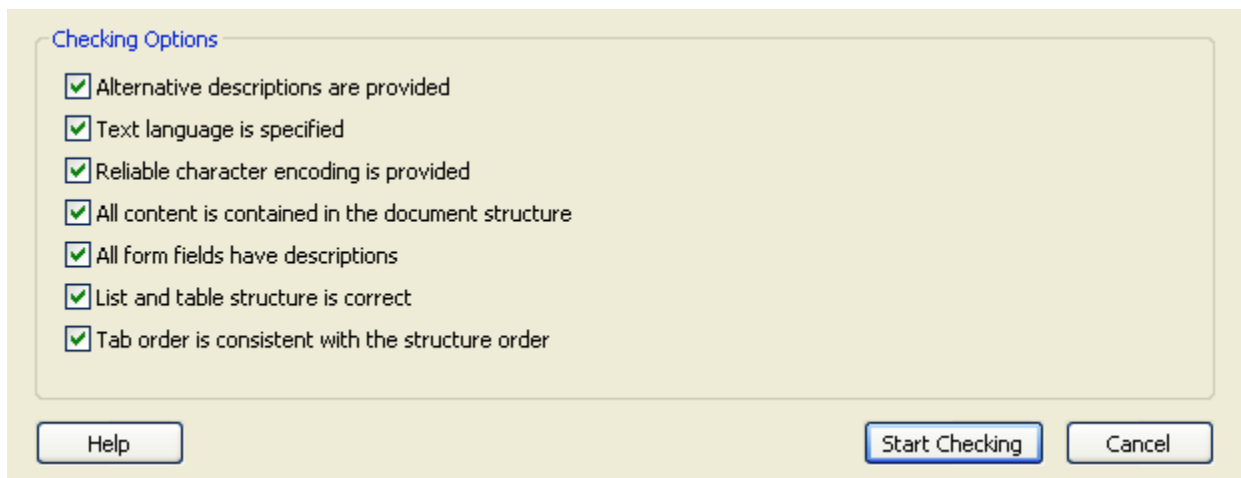 Checking Options
Alternative descriptions are provided
Text language is specified
Reliable character encoding is provided
All content is contained in the document structure
All form fields have descriptions
List and table structure is correct
Tab order is consistent with the structure order
Help Start Checking Cancel